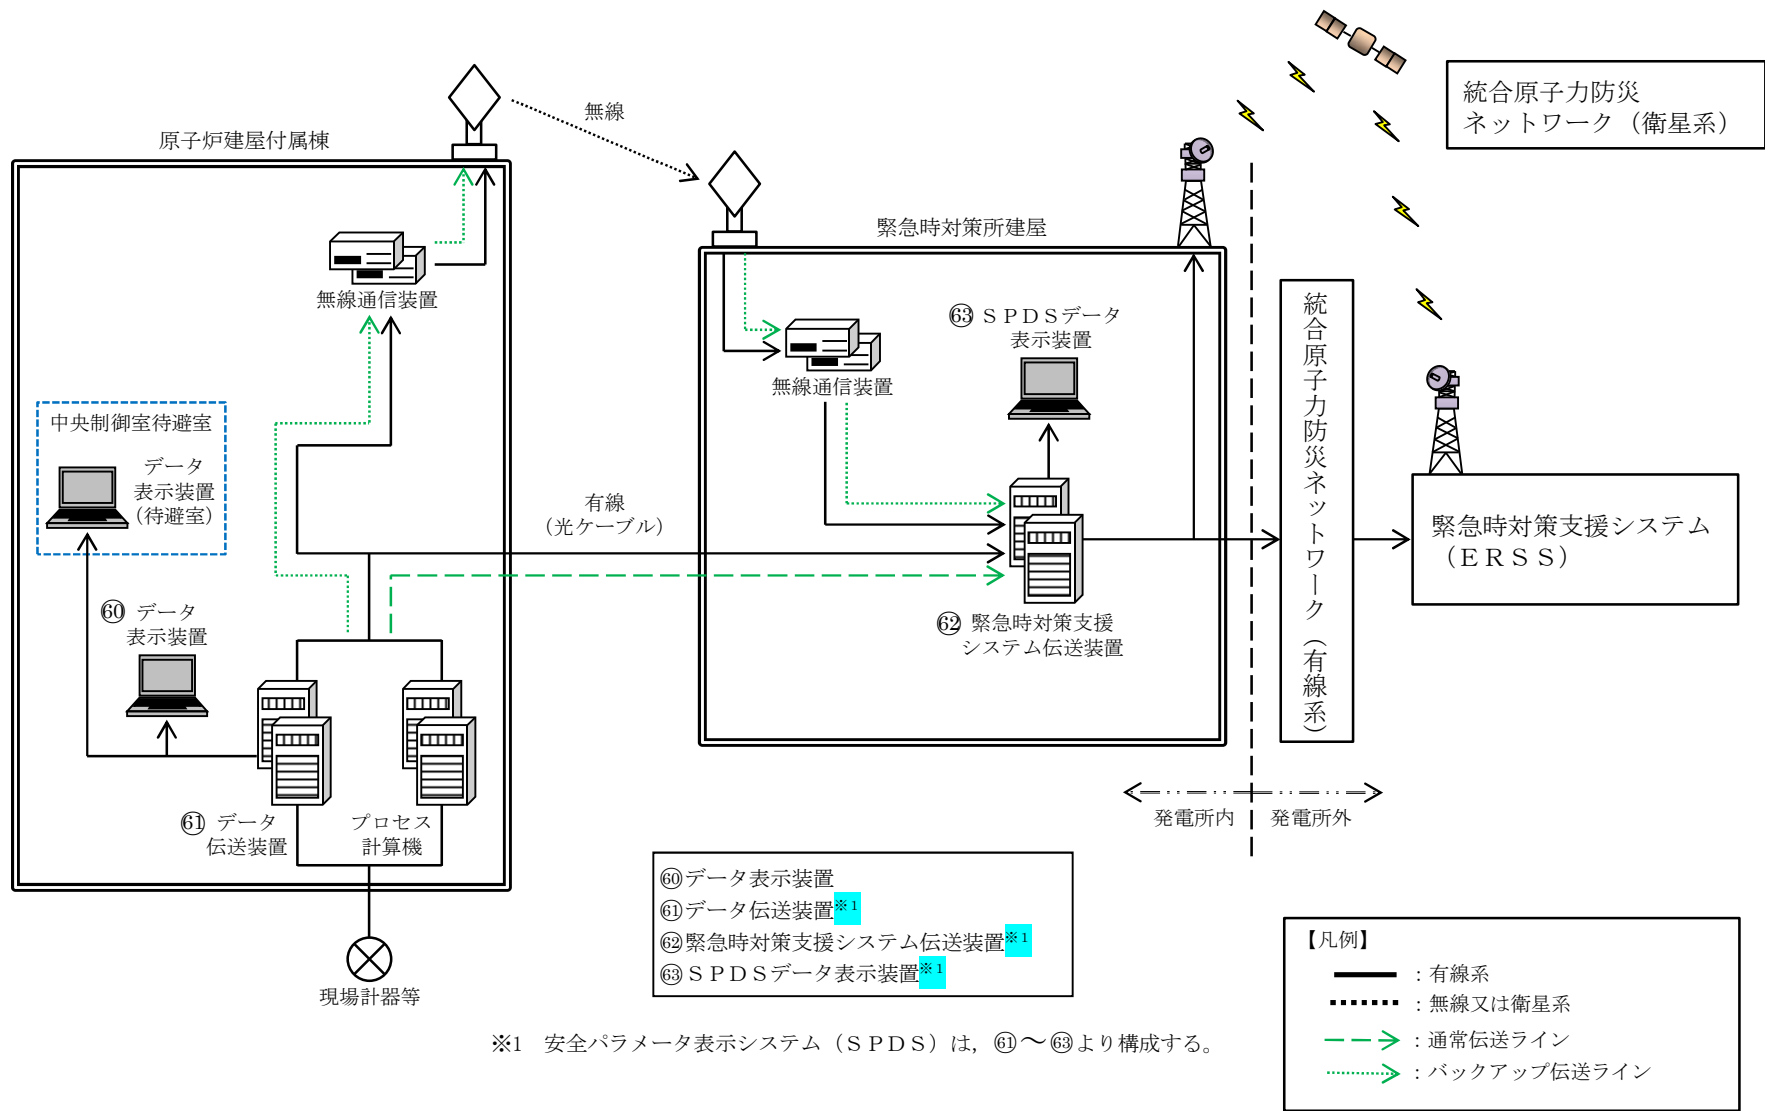 無線
原子炉建屋付属棟
統合原子力防災
ネットワーク（衛星系）
緊急時対策所建屋
無線通信装置
㊿+13 ＳＰＤＳデータ
表示装置
無線通信装置
統合原子力防災ネットワーク（有線系）
中央制御室待避室
データ
表示装置
（待避室）
有線
（光ケーブル）
緊急時対策支援システム
（ＥＲＳＳ）
60 データ
表示装置
62 緊急時対策支援
システム伝送装置
61 データ
伝送装置
プロセス
計算機
発電所内
発電所外
現場計器等
60データ表示装置
61データ伝送装置※1
62緊急時対策支援システム伝送装置※1
63ＳＰＤＳデータ表示装置※1
【凡例】
：有線系
：無線又は衛星系
：通常伝送ライン
：バックアップ伝送ライン
※1　安全パラメータ表示システム（ＳＰＤＳ）は，61～63より構成する。